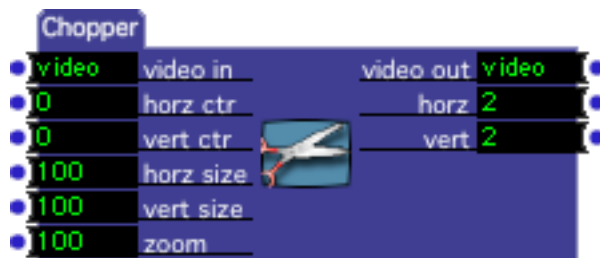 Chopper
video video in video out video
0 horz ctr horz 2
0 vert ctr vert 2
100 horz size
100 vert size
100 zoom